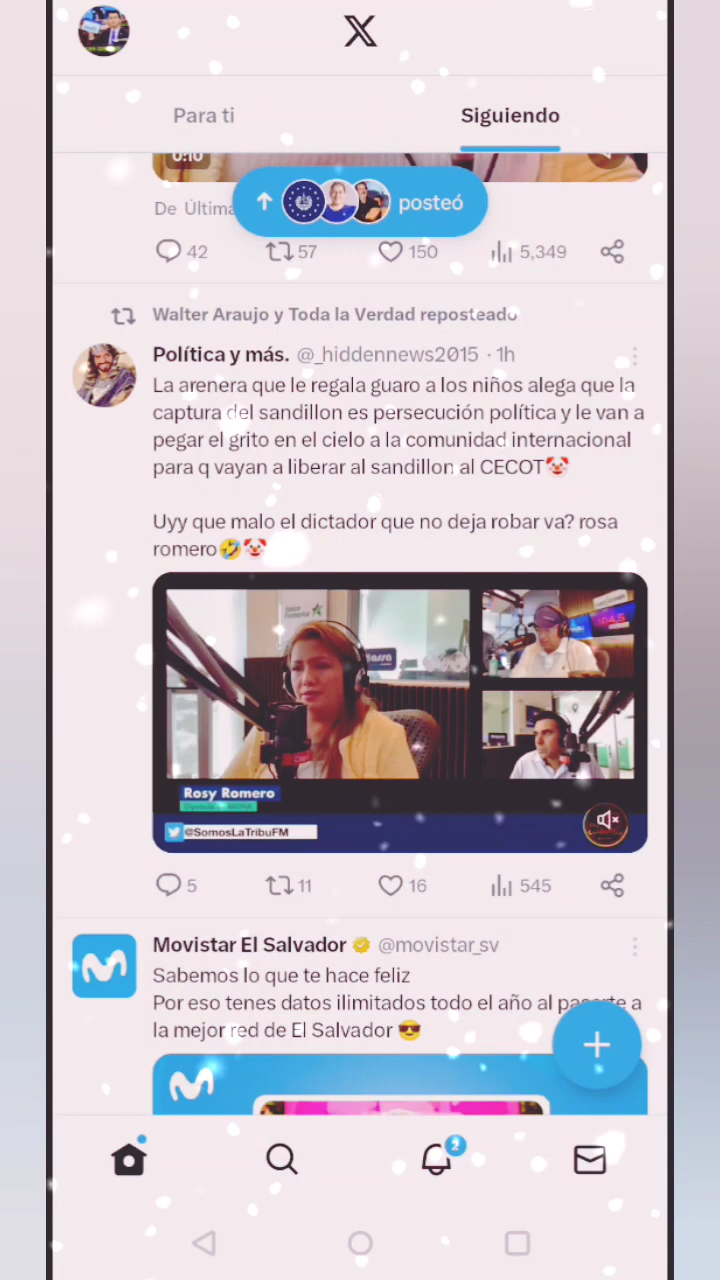 Para ti
Siguiendo
0:10
De Última
posteó
42
57
150
5,349
Walter Araujo y Toda la Verdad reposteado
Política y más. @_hiddennews2015 · 1h
La arenera que le regala guaro a los niños alega que la
captura del sandillon es persecución política y le van a
pegar el grito en el cielo a la comunidad internacional
para q vayan a liberar al sandillon al CECOT🤡
Uyy que malo el dictador que no deja robar va? rosa
romero🤣🤡
104.5
Rosy Romero
@SomosLaTribuFM
5
11
16
545
Movistar El Salvador @movistar_sv
Sabemos lo que te hace feliz
Por eso tenes datos ilimitados todo el año al pasarte a
la mejor red de El Salvador 😎
2